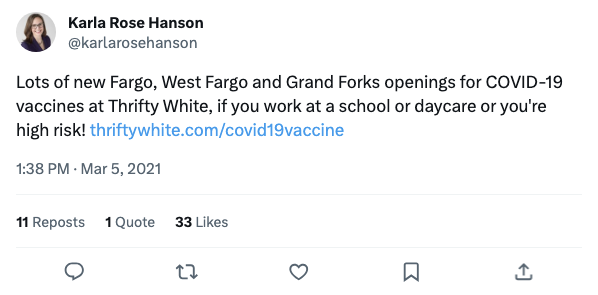 Karla Rose Hanson
@karlarosehanson
Lots of new Fargo, West Fargo and Grand Forks openings for COVID-19
vaccines at Thrifty White, if you work at a school or daycare or you're
high risk! thriftywhite.com/covid19vaccine
1:38 PM · Mar 5, 2021
11 Reposts 1 Quote 33 Likes